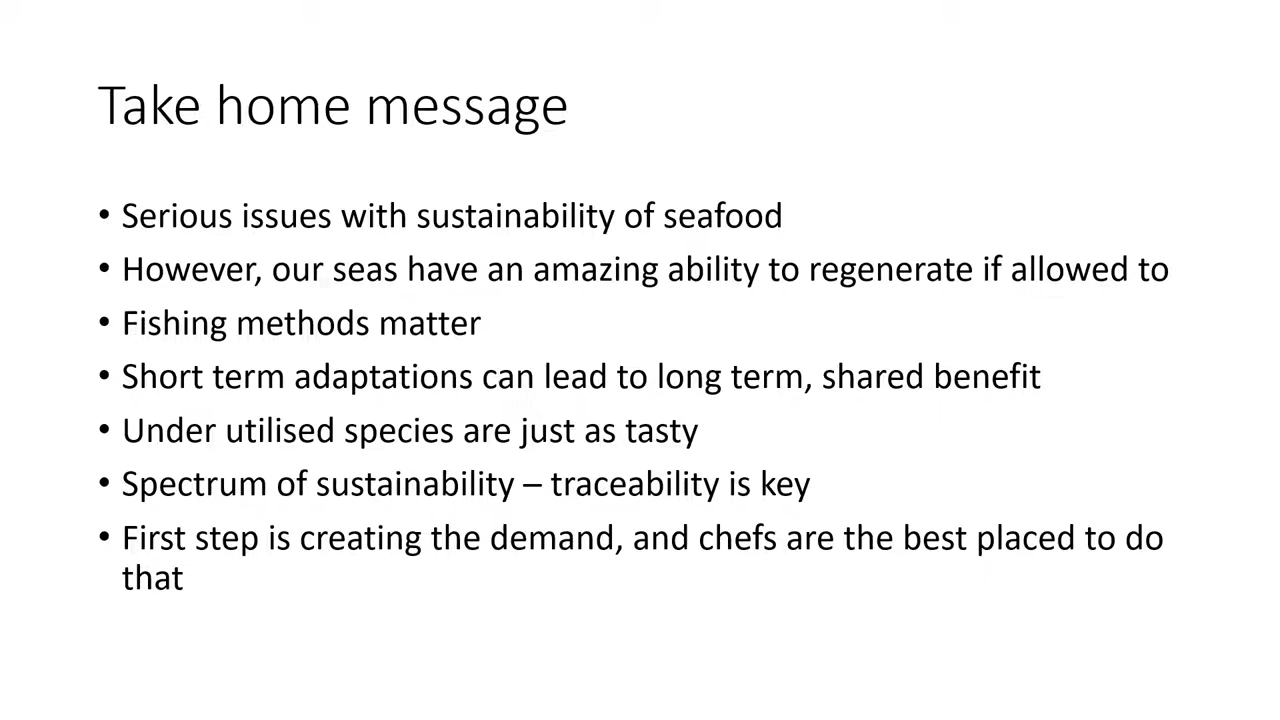 Take home message
• Serious issues with sustainability of seafood
• However, our seas have an amazing ability to regenerate if allowed to
• Fishing methods matter
• Short term adaptations can lead to long term, shared benefit
• Under utilised species are just as tasty
• Spectrum of sustainability – traceability is key
• First step is creating the demand, and chefs are the best placed to do
that